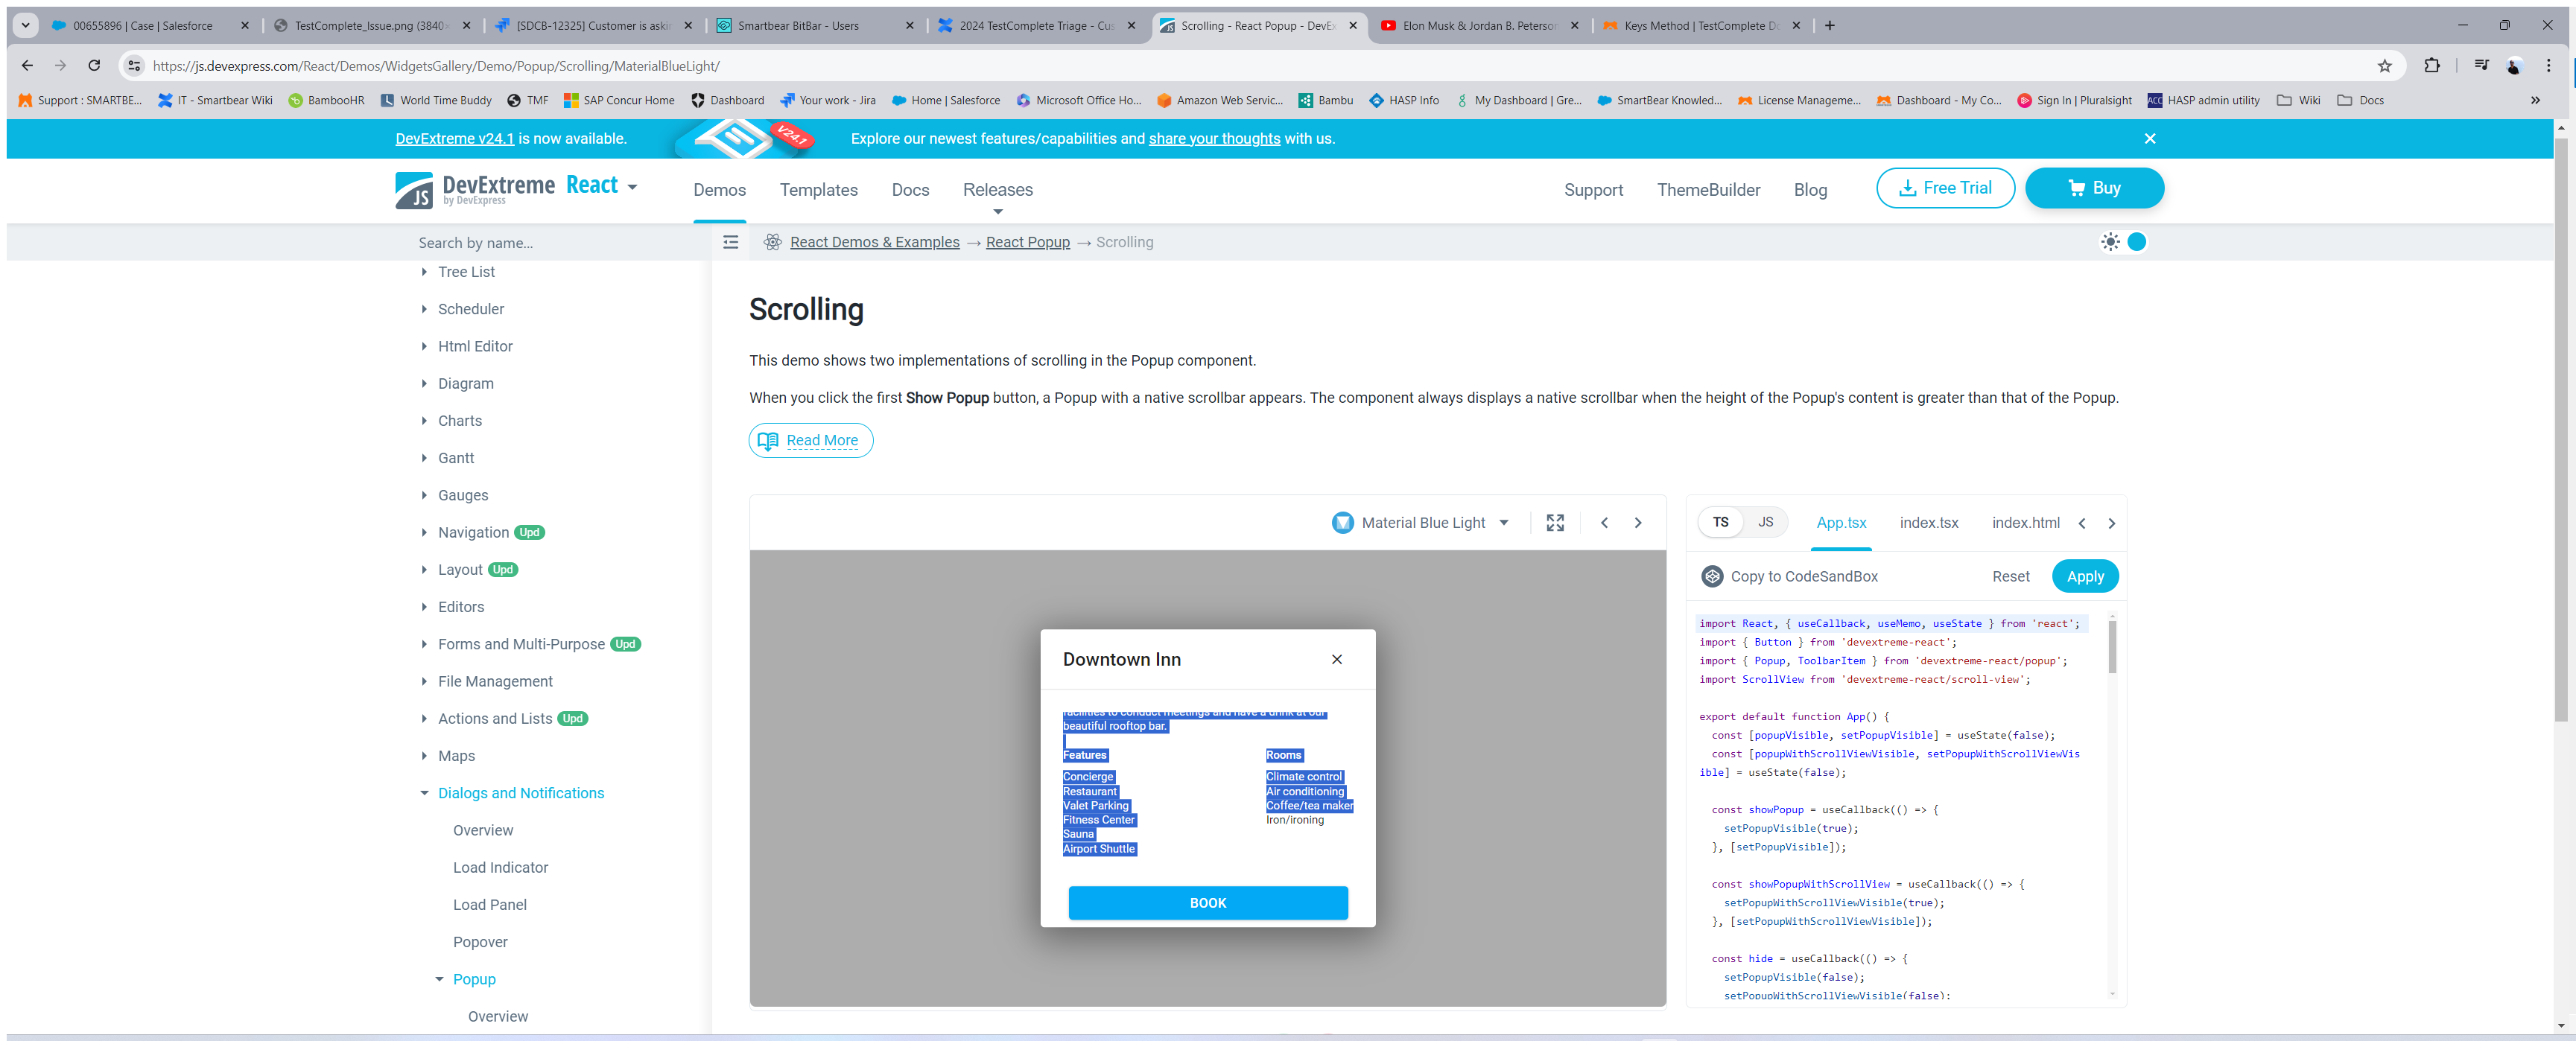 00655896 | Case | Salesforce
TestComplete_Issue.png (3840×
[SDCB-12325] Customer is askin
Smartbear BitBar - Users
2024 TestComplete Triage - Cus
Scrolling - React Popup - DevEx
Elon Musk & Jordan B. Peterson
Keys Method | TestComplete Do
https://js.devexpress.com/React/Demos/WidgetsGallery/Demo/Popup/Scrolling/MaterialBlueLight/
Support : SMARTBE...
IT - Smartbear Wiki
BambooHR
World Time Buddy
TMF
SAP Concur Home
Dashboard
Your work - Jira
Home | Salesforce
Microsoft Office Ho...
Amazon Web Servic...
Bambu
HASP Info
My Dashboard | Gre...
SmartBear Knowled...
License Manageme...
Dashboard - My Co...
Sign In | Pluralsight
ACC HASP admin utility
Wiki
Docs
DevExtreme v24.1 is now available.
V24.1
Explore our newest features/capabilities and share your thoughts with us.
JS DevExtreme React
by DevExpress
Demos
Templates
Docs
Releases
Support
ThemeBuilder
Blog
Free Trial
Buy
Search by name...
React Demos & Examples → React Popup → Scrolling
Tree List
Scheduler
Html Editor
Diagram
Charts
Gantt
Gauges
Navigation Upd
Layout Upd
Editors
Forms and Multi-Purpose Upd
File Management
Actions and Lists Upd
Maps
Dialogs and Notifications
Overview
Load Indicator
Load Panel
Popover
Popup
Overview
Scrolling
This demo shows two implementations of scrolling in the Popup component.
When you click the first Show Popup button, a Popup with a native scrollbar appears. The component always displays a native scrollbar when the height of the Popup's content is greater than that of the Popup.
Read More
Material Blue Light
Downtown Inn
facilities to conduct meetings and have a drink at our
beautiful rooftop bar.
Features
Concierge
Restaurant
Valet Parking
Fitness Center
Sauna
Airport Shuttle
Rooms
Climate control
Air conditioning
Coffee/tea maker
Iron/ironing
BOOK
TS
JS
App.tsx
index.tsx
index.html
Copy to CodeSandBox
Reset
Apply
import React, { useCallback, useMemo, useState } from 'react';
import { Button } from 'devextreme-react';
import { Popup, ToolbarItem } from 'devextreme-react/popup';
import ScrollView from 'devextreme-react/scroll-view';
export default function App() {
const [popupVisible, setPopupVisible] = useState(false);
const [popupWithScrollViewVisible, setPopupWithScrollViewVis
ible] = useState(false);
const showPopup = useCallback(() => {
setPopupVisible(true);
}, [setPopupVisible]);
const showPopupWithScrollView = useCallback(() => {
setPopupWithScrollViewVisible(true);
}, [setPopupWithScrollViewVisible]);
const hide = useCallback(() => {
setPopupVisible(false);
setPopupWithScrollViewVisible(false);